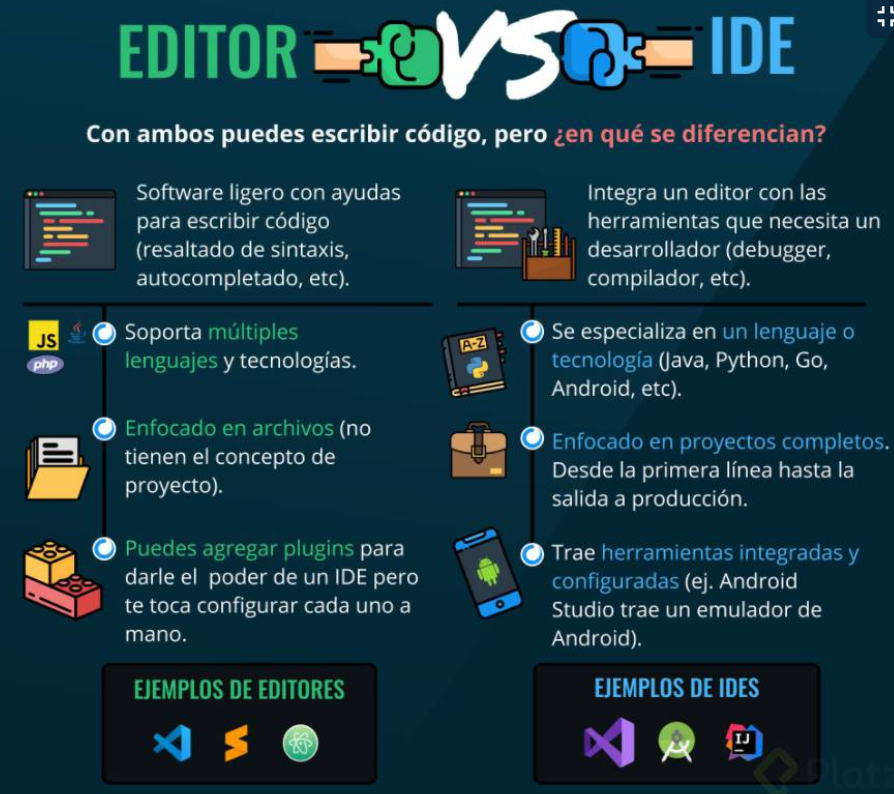 EDITOR VS IDE
Con ambos puedes escribir código, pero ¿en qué se diferencian?
Software ligero con ayudas
para escribir código
(resaltado de sintaxis,
autocompletado, etc).
JS
php
Soporta múltiples
lenguajes y tecnologías.
Enfocado en archivos (no
tienen el concepto de
proyecto).
Puedes agregar plugins para
darle el poder de un IDE pero
te toca configurar cada uno a
mano.
EJEMPLOS DE EDITORES
Integra un editor con las
herramientas que necesita un
desarrollador (debugger,
compilador, etc).
A-Z
Se especializa en un lenguaje o
tecnología (Java, Python, Go,
Android, etc).
Enfocado en proyectos completos.
Desde la primera línea hasta la
salida a producción.
Trae herramientas integradas y
configuradas (ej. Android
Studio trae un emulador de
Android).
EJEMPLOS DE IDES
IJ